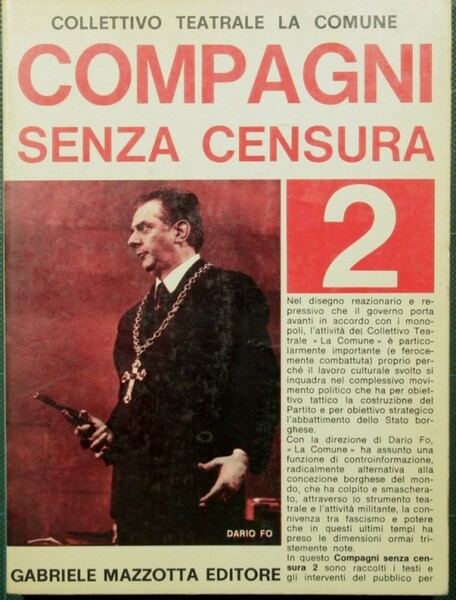 COLLETTIVO TEATRALE LA COMUNE
COMPAGNI
SENZA CENSURA
2
Nel disegno reazionario e re-
pressivo che il governo porta
avanti in accordo con i mono-
poli, l'attività del Collettivo Tea-
trale « La Comune » è partico-
larmente importante (e feroce-
mente combattuta) proprio per-
ché il lavoro culturale svolto si
inquadra nel complessivo movi-
mento politico che ha per obiet-
tivo tattico la costruzione del
Partito e per obiettivo strategico
l'abbattimento dello Stato bor-
ghese.
Con la direzione di Dario Fo,
« La Comune » ha assunto una
funzione di controinformazione,
radicalmente alternativa alla
concezione borghese del mon-
do, che ha colpito e smaschera-
to, attraverso lo strumento tea-
trale e l'attività militante, la con-
nivenza tra fascismo e potere
che in questi ultimi tempi ha
preso le dimensioni ormai tri-
stemente note.
In questo Compagni senza cen-
sura 2 sono raccolti i testi e
gli interventi del pubblico per
DARIO FO
GABRIELE MAZZOTTA EDITORE